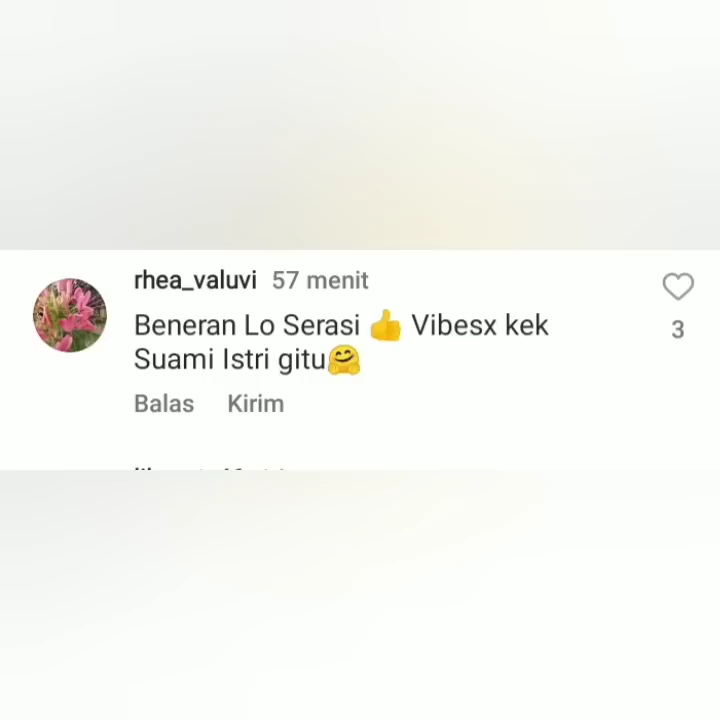 rhea_valuvi 57 menit
Beneran Lo Serasi 👍 Vibesx kek
3
Suami Istri gitu🤗
Balas Kirim